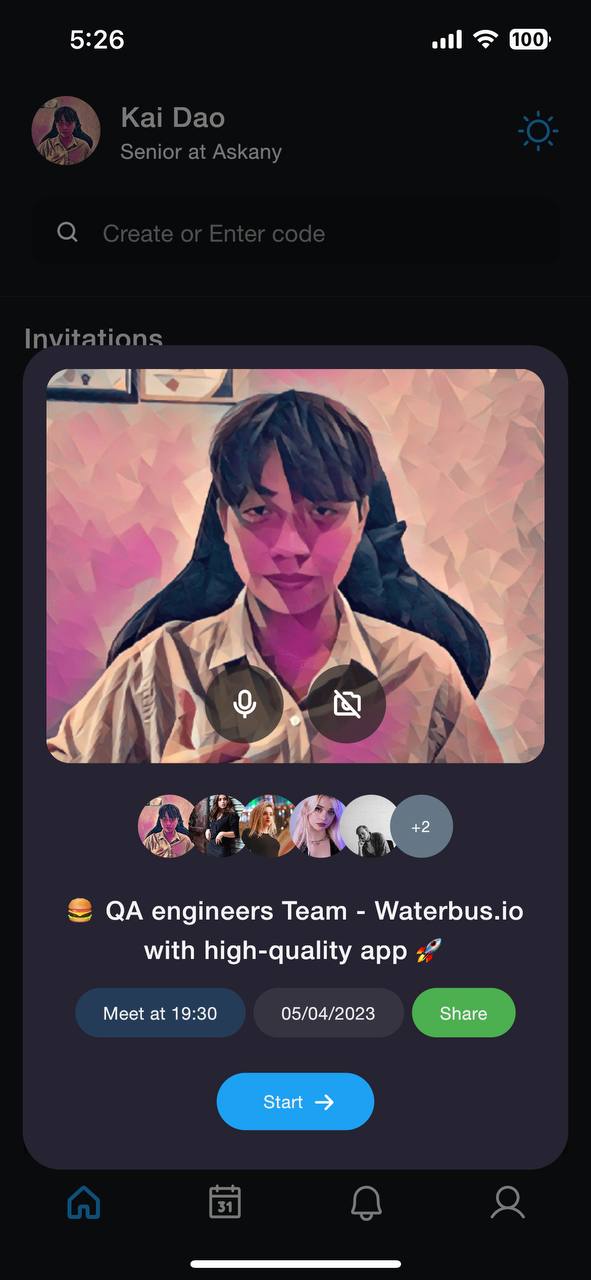 5:26
100
Kai Dao
Senior at Askany
Create or Enter code
Invitations
+2
🍔 QA engineers Team - Waterbus.io
with high-quality app 🚀
Meet at 19:30
05/04/2023
Share
Start →
31